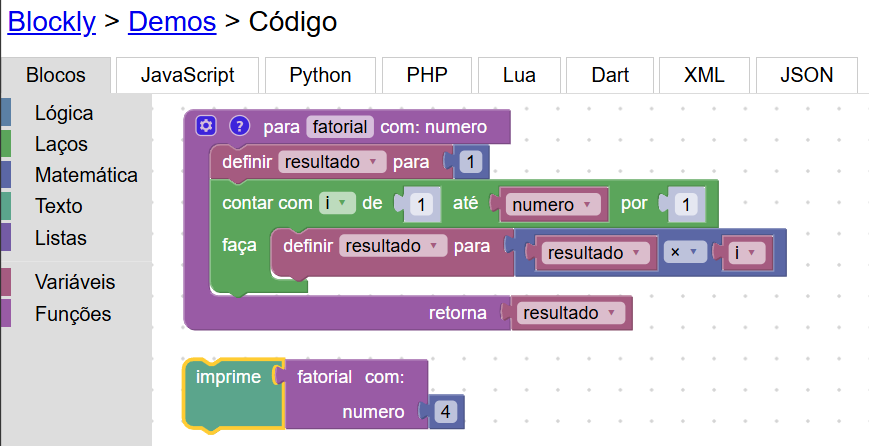 Blockly > Demos > Código
Blocos JavaScript Python PHP Lua Dart XML JSON
Lógica
Laços
Matemática
Texto
Listas
Variáveis
Funções
? para fatorial com: numero
definir resultado para 1
contar com i de 1 até numero por 1
faça definir resultado para resultado × i
retorna resultado
imprime fatorial com:
numero 4